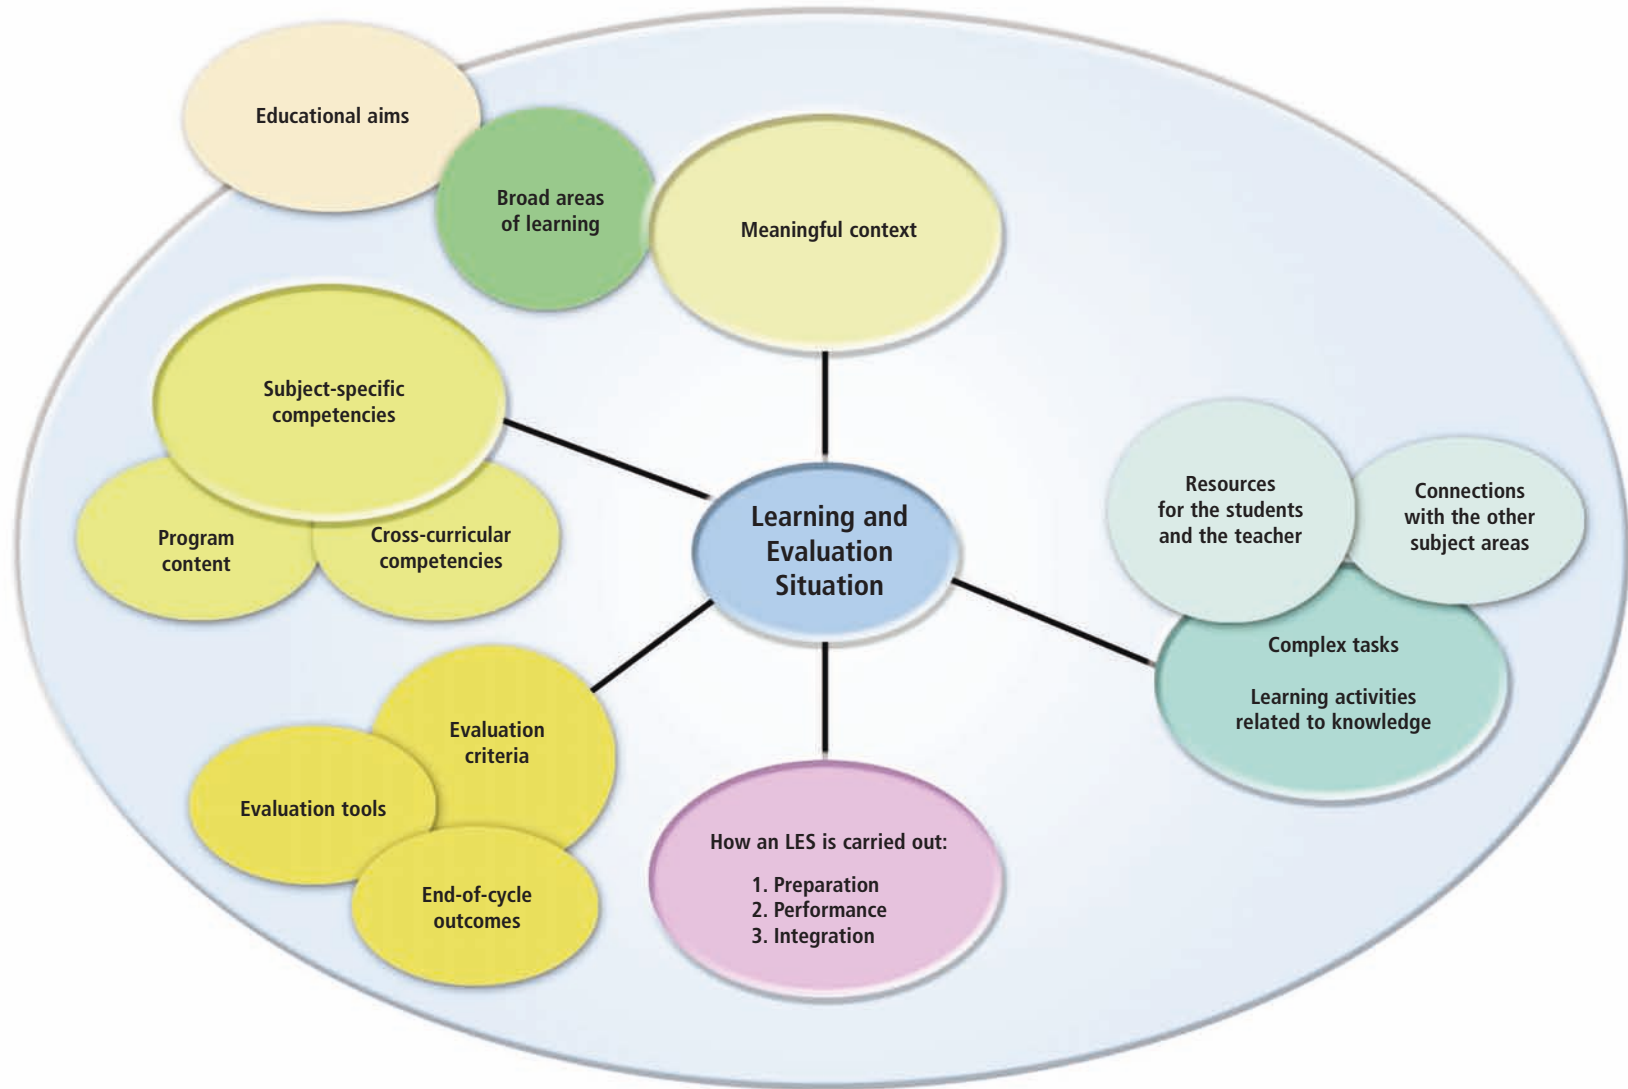 Educational aims
Broad areas
of learning
Meaningful context
Subject-specific
competencies
Program
content
Cross-curricular
competencies
Learning and
Evaluation
Situation
Resources
for the students
and the teacher
Connections
with the other
subject areas
Complex tasks
Learning activities
related to knowledge
Evaluation
criteria
Evaluation tools
End-of-cycle
outcomes
How an LES is carried out:
1. Preparation
2. Performance
3. Integration